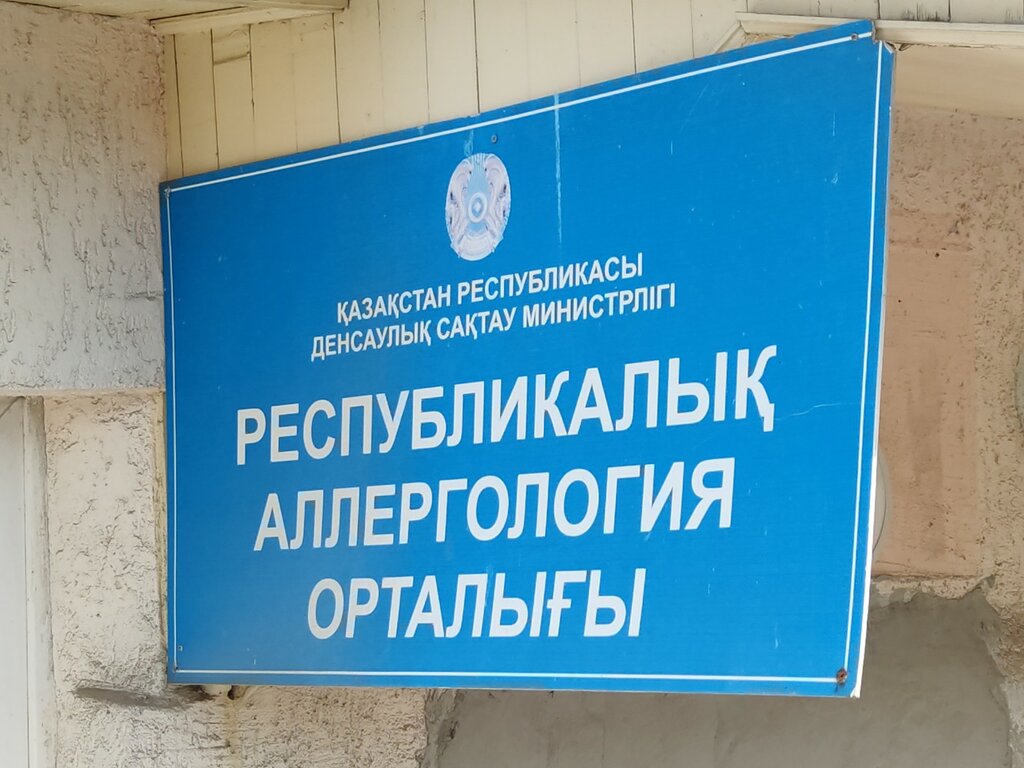 ҚАЗАҚСТАН РЕСПУБЛИКАСЫ
ДЕНСАУЛЫҚ САҚТАУ МИНИСТРЛІГІ
РЕСПУБЛИКАЛЫҚ
АЛЛЕРГОЛОГИЯ
ОРТАЛЫҒЫ